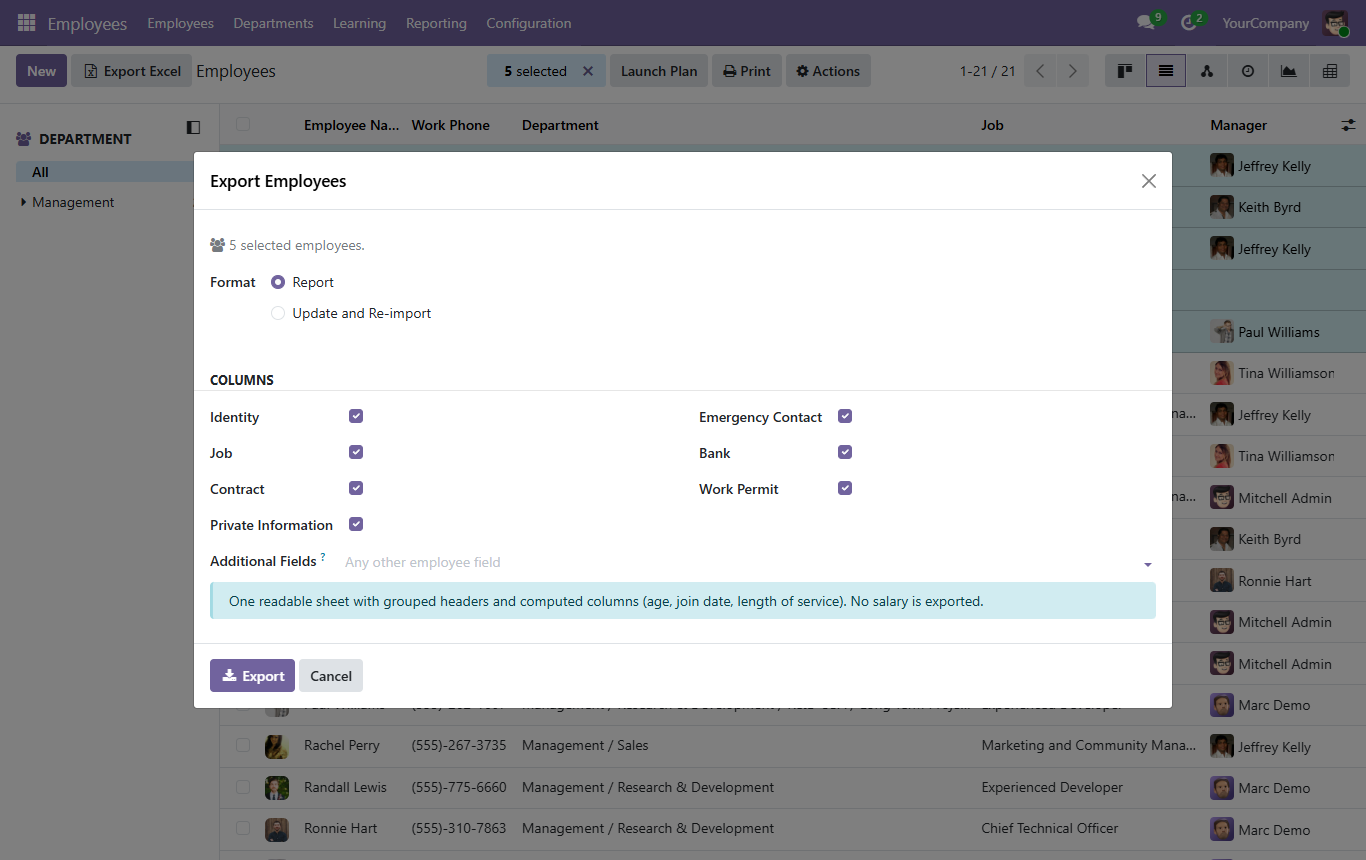 Employees Employees Departments Learning Reporting Configuration 9 2 YourCompany
New Export Excel Employees 5 selected Launch Plan Print Actions 1-21 / 21
DEPARTMENT
All
Management
Employee Na... Work Phone Department Job Manager
Jeffrey Kelly
Keith Byrd
Jeffrey Kelly
Paul Williams
Tina Williamson
na... Jeffrey Kelly
Tina Williamson
na... Mitchell Admin
Keith Byrd
Ronnie Hart
Mitchell Admin
Mitchell Admin
Export Employees
5 selected employees.
Format Report
Update and Re-import
COLUMNS
Identity Emergency Contact
Job Bank
Contract Work Permit
Private Information
Additional Fields ? Any other employee field
One readable sheet with grouped headers and computed columns (age, join date, length of service). No salary is exported.
Export Cancel
Marc Demo
Rachel Perry (555)-267-3735 Management / Sales Marketing and Community Mana... Jeffrey Kelly
Randall Lewis (555)-775-6660 Management / Research & Development Experienced Developer Marc Demo
Ronnie Hart (555)-310-7863 Management / Research & Development Chief Technical Officer Marc Demo